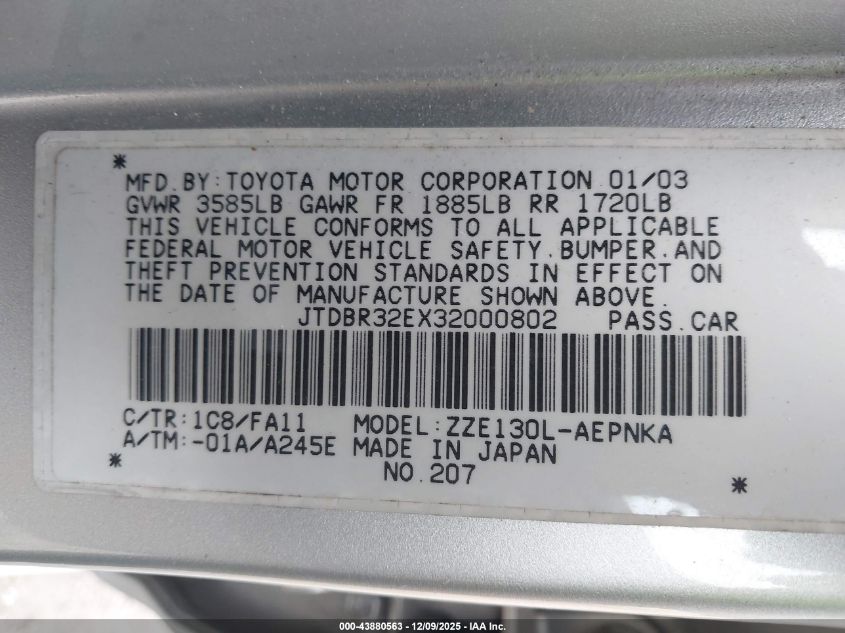 MFD.BY:TOYOTA MOTOR CORPORATION 01/03
GVWR 3585LB GAWR FR 1885LB RR 1720LB
THIS VEHICLE CONFORMS TO ALL APPLICABLE
FEDERAL MOTOR VEHICLE SAFETY.BUMPER.AND
THEFT PREVENTION STANDARDS IN EFFECT ON
THE DATE OF MANUFACTURE SHOWN ABOVE.
JTDBR32EX32000802 PASS.CAR
C/TR:1C8/FA11 MODEL:ZZE130L-AEPNKA
A/TM:-01A/A245E MADE IN JAPAN
NO.207
000-43880563 - 12/09/2025 - IAA Inc.